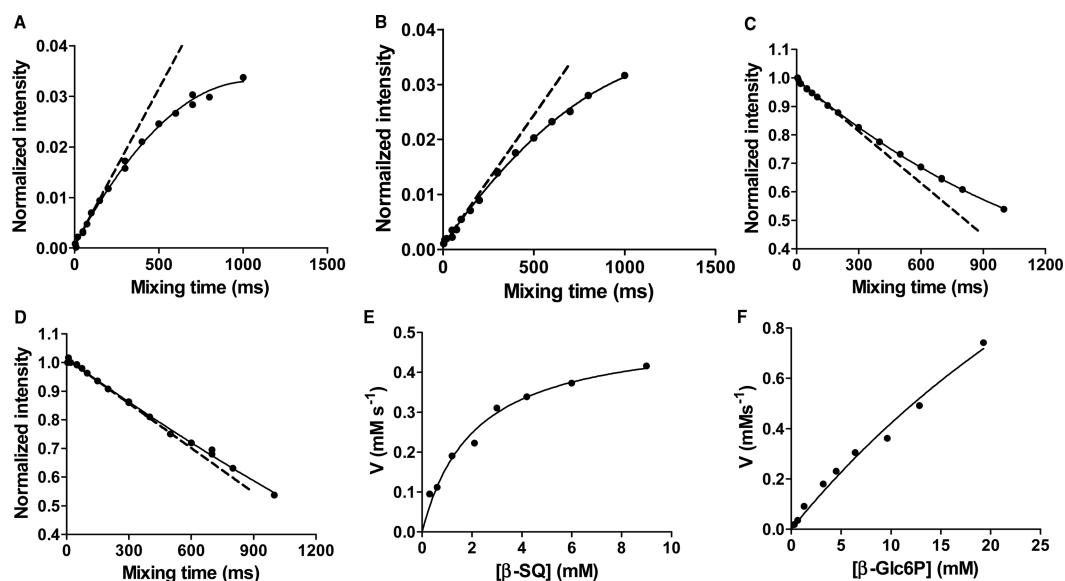 A
Normalized intensity
0.04
0.03
0.02
0.01
0.00
0 500 1000 1500
Mixing time (ms)
B
Normailzed intensity
0.04
0.03
0.02
0.01
0.00
0 500 1000 1500
Mixing time (ms)
C
Normalized intensity
1.1
1.0
0.9
0.8
0.7
0.6
0.5
0.4
0 300 600 900 1200
Mixing time (ms)
D
Normalized intensity
1.1
1.0
0.9
0.8
0.7
0.6
0.5
0.4
0 300 600 900 1200
Mixing time (ms)
E
V (mM s⁻¹)
0.5
0.4
0.3
0.2
0.1
0.0
0 2 4 6 8 10
[β-SQ] (mM)
F
V (mMs⁻¹)
0.8
0.6
0.4
0.2
0.0
0 5 10 15 20 25
[β-Glc6P] (mM)